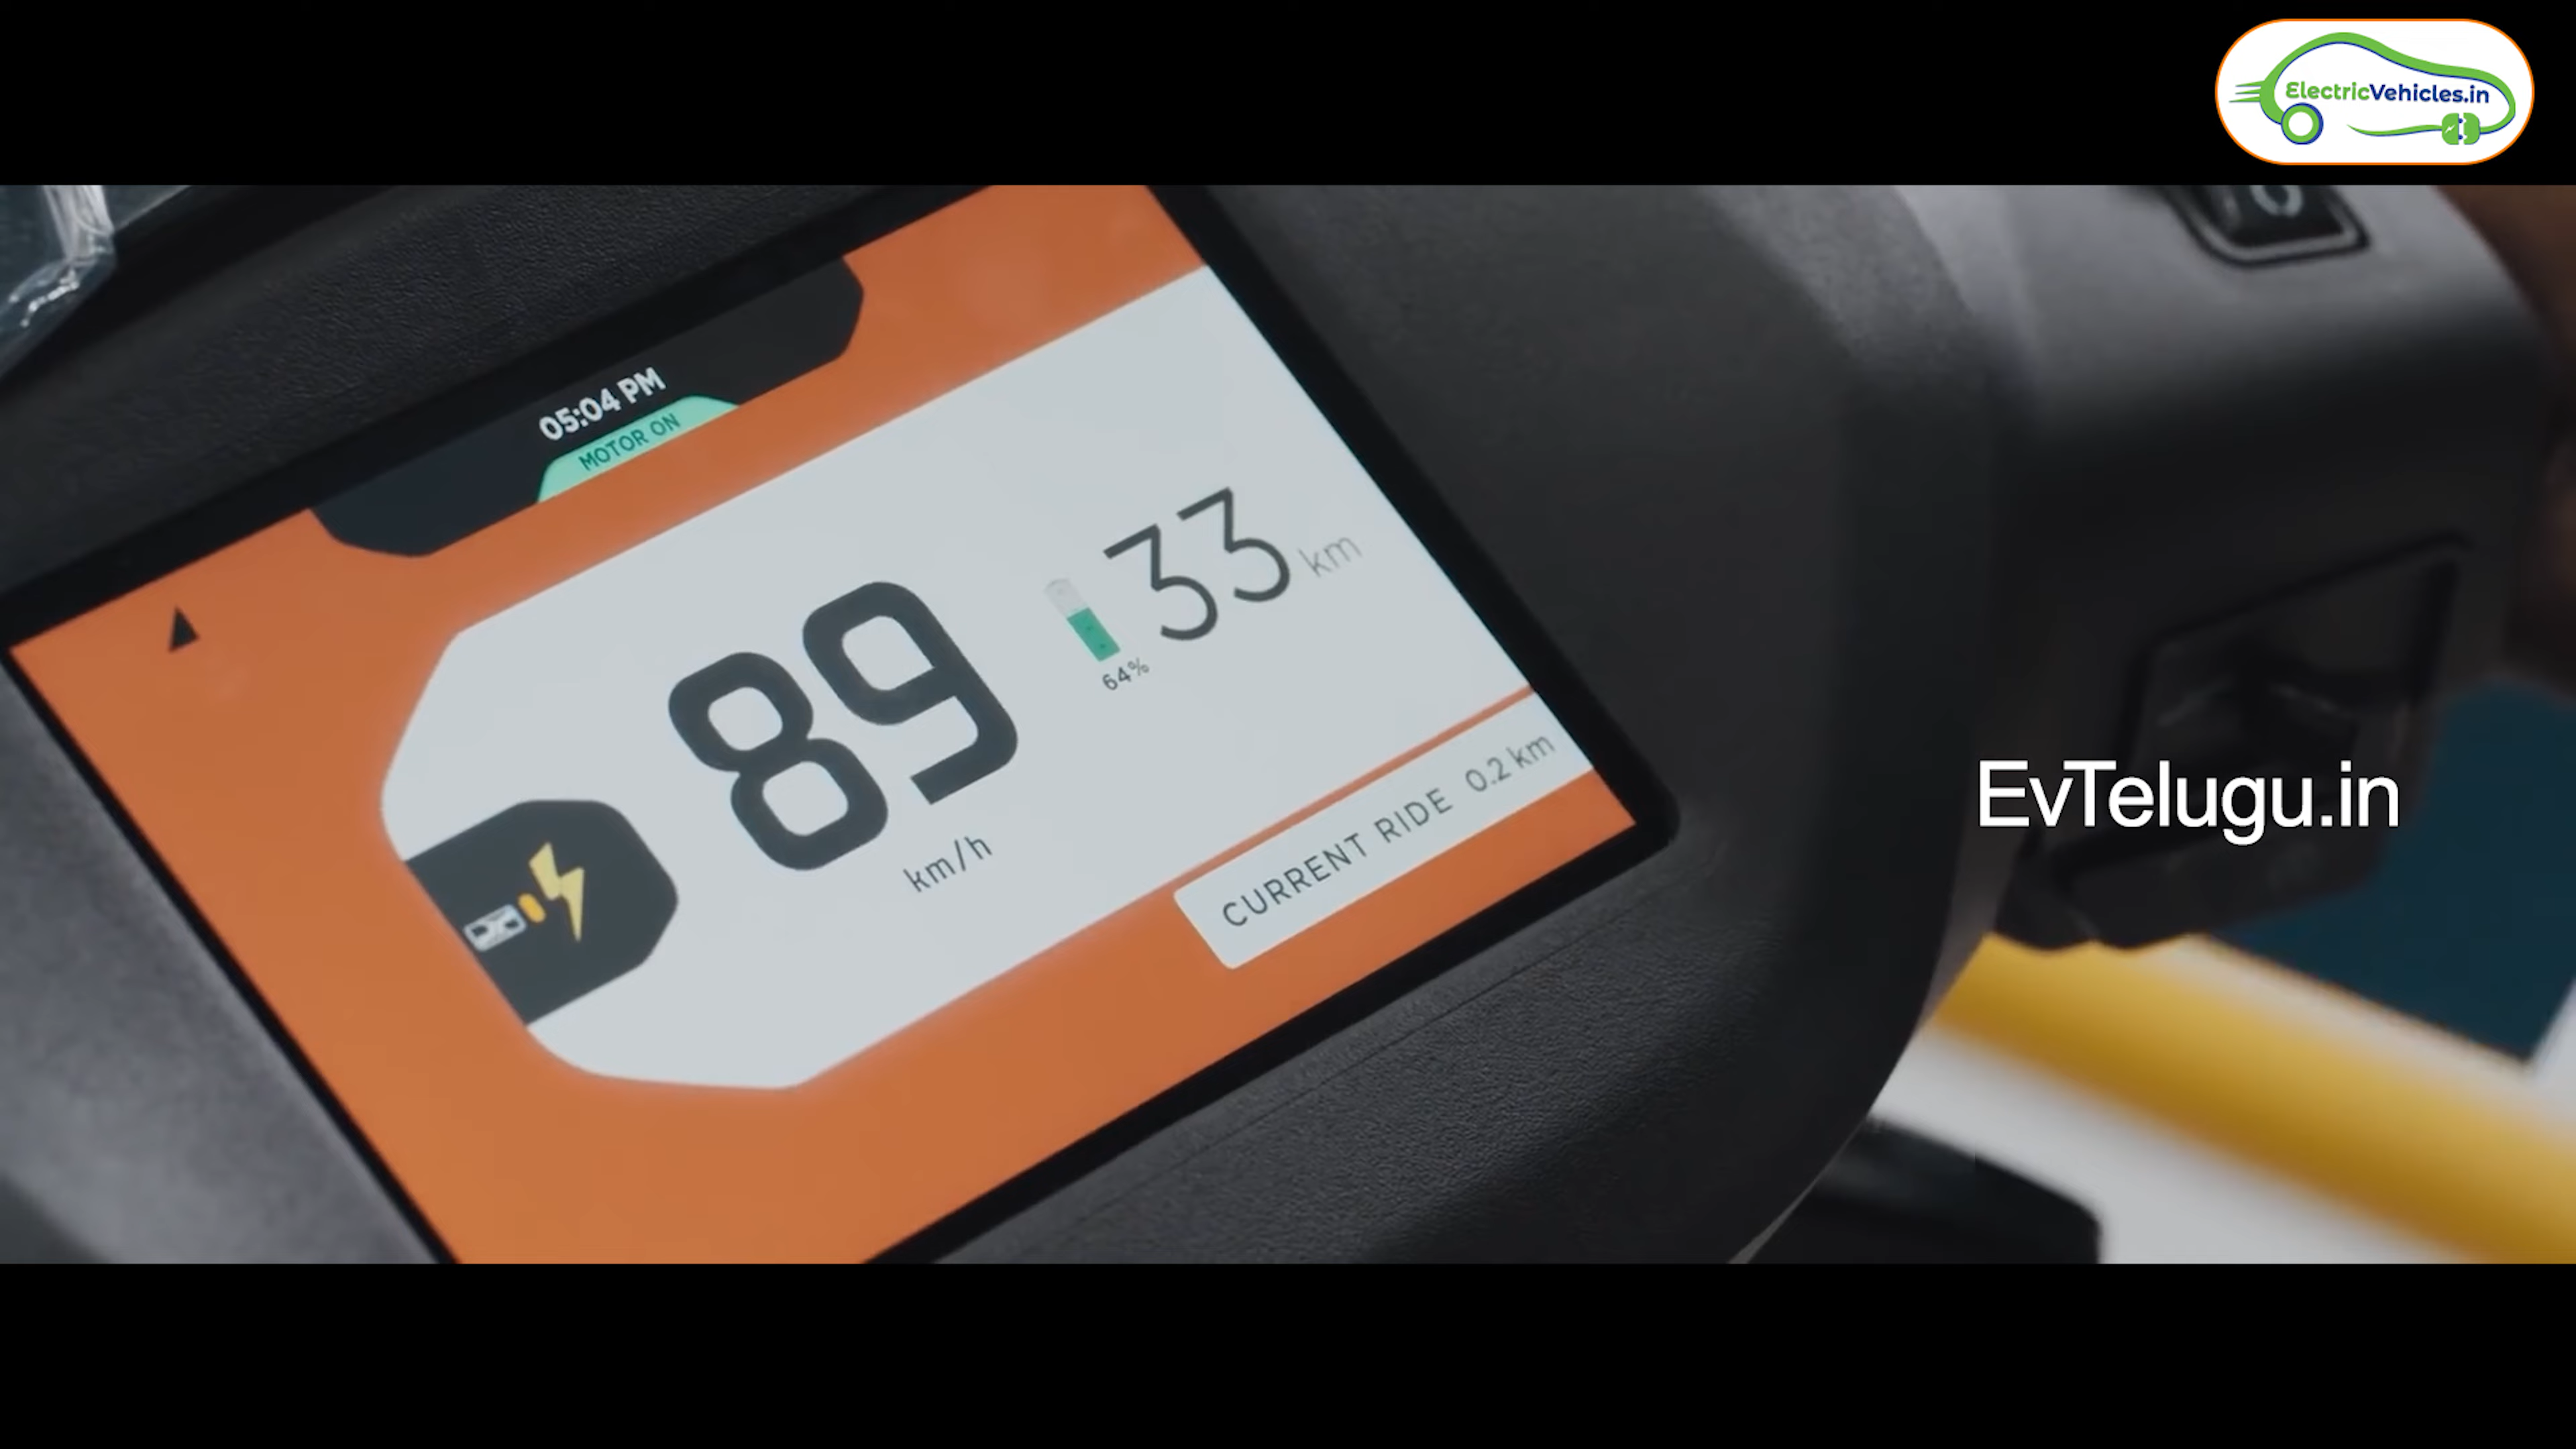 ElectricVehicles.in
05:04 PM
MOTOR ON
89
km/h
33 km
64%
CURRENT RIDE 0.2 km
EvTelugu.in